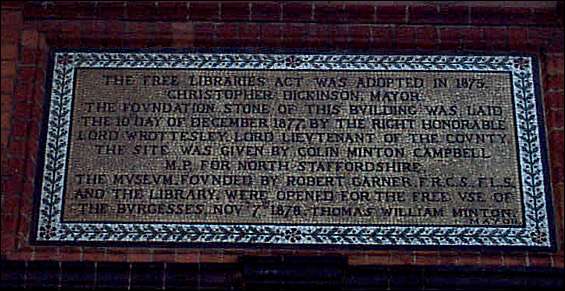 THE FREE LIBRARIES ACT WAS ADOPTED IN 1875.
CHRISTOPHER DICKINSON, MAYOR.
THE FOVNDATION STONE OF THIS BVILDING WAS LAID
THE 10 DAY OF DECEMBER 1877, BY THE RIGHT HONORABLE
LORD WROTTESLEY, LORD LIEVTENANT OF THE COVNTY.
THE SITE WAS GIVEN BY COLIN MINTON CAMPBELL
M.P. FOR NORTH STAFFORDSHIRE.
THE MVSEVM, FOVNDED BY ROBERT GARNER, F.R.C.S., F.L.S.
AND THE LIBRARY, WERE OPENED FOR THE FREE VSE OF
THE BVRGESSES, NOV. 7TH 1878, THOMAS WILLIAM MINTON,
MAYOR.